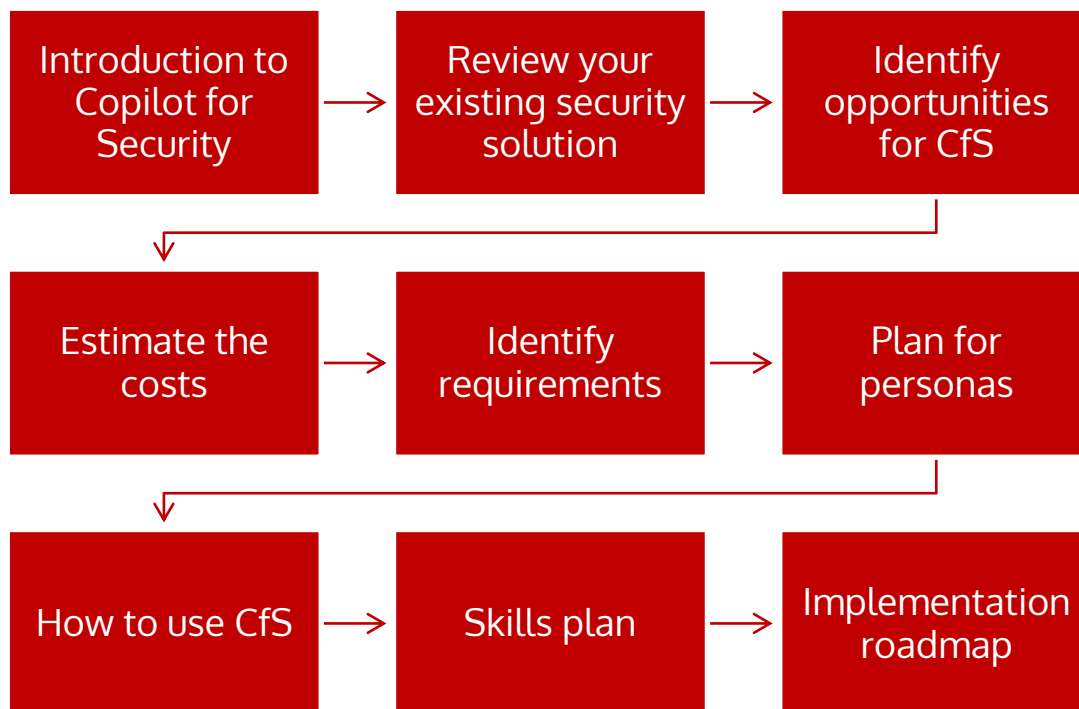 Introduction to
Copilot for
Security
Review your
existing security
solution
Identify
opportunities
for CfS
Estimate the
costs
Identify
requirements
Plan for
personas
How to use CfS
Skills plan
Implementation
roadmap